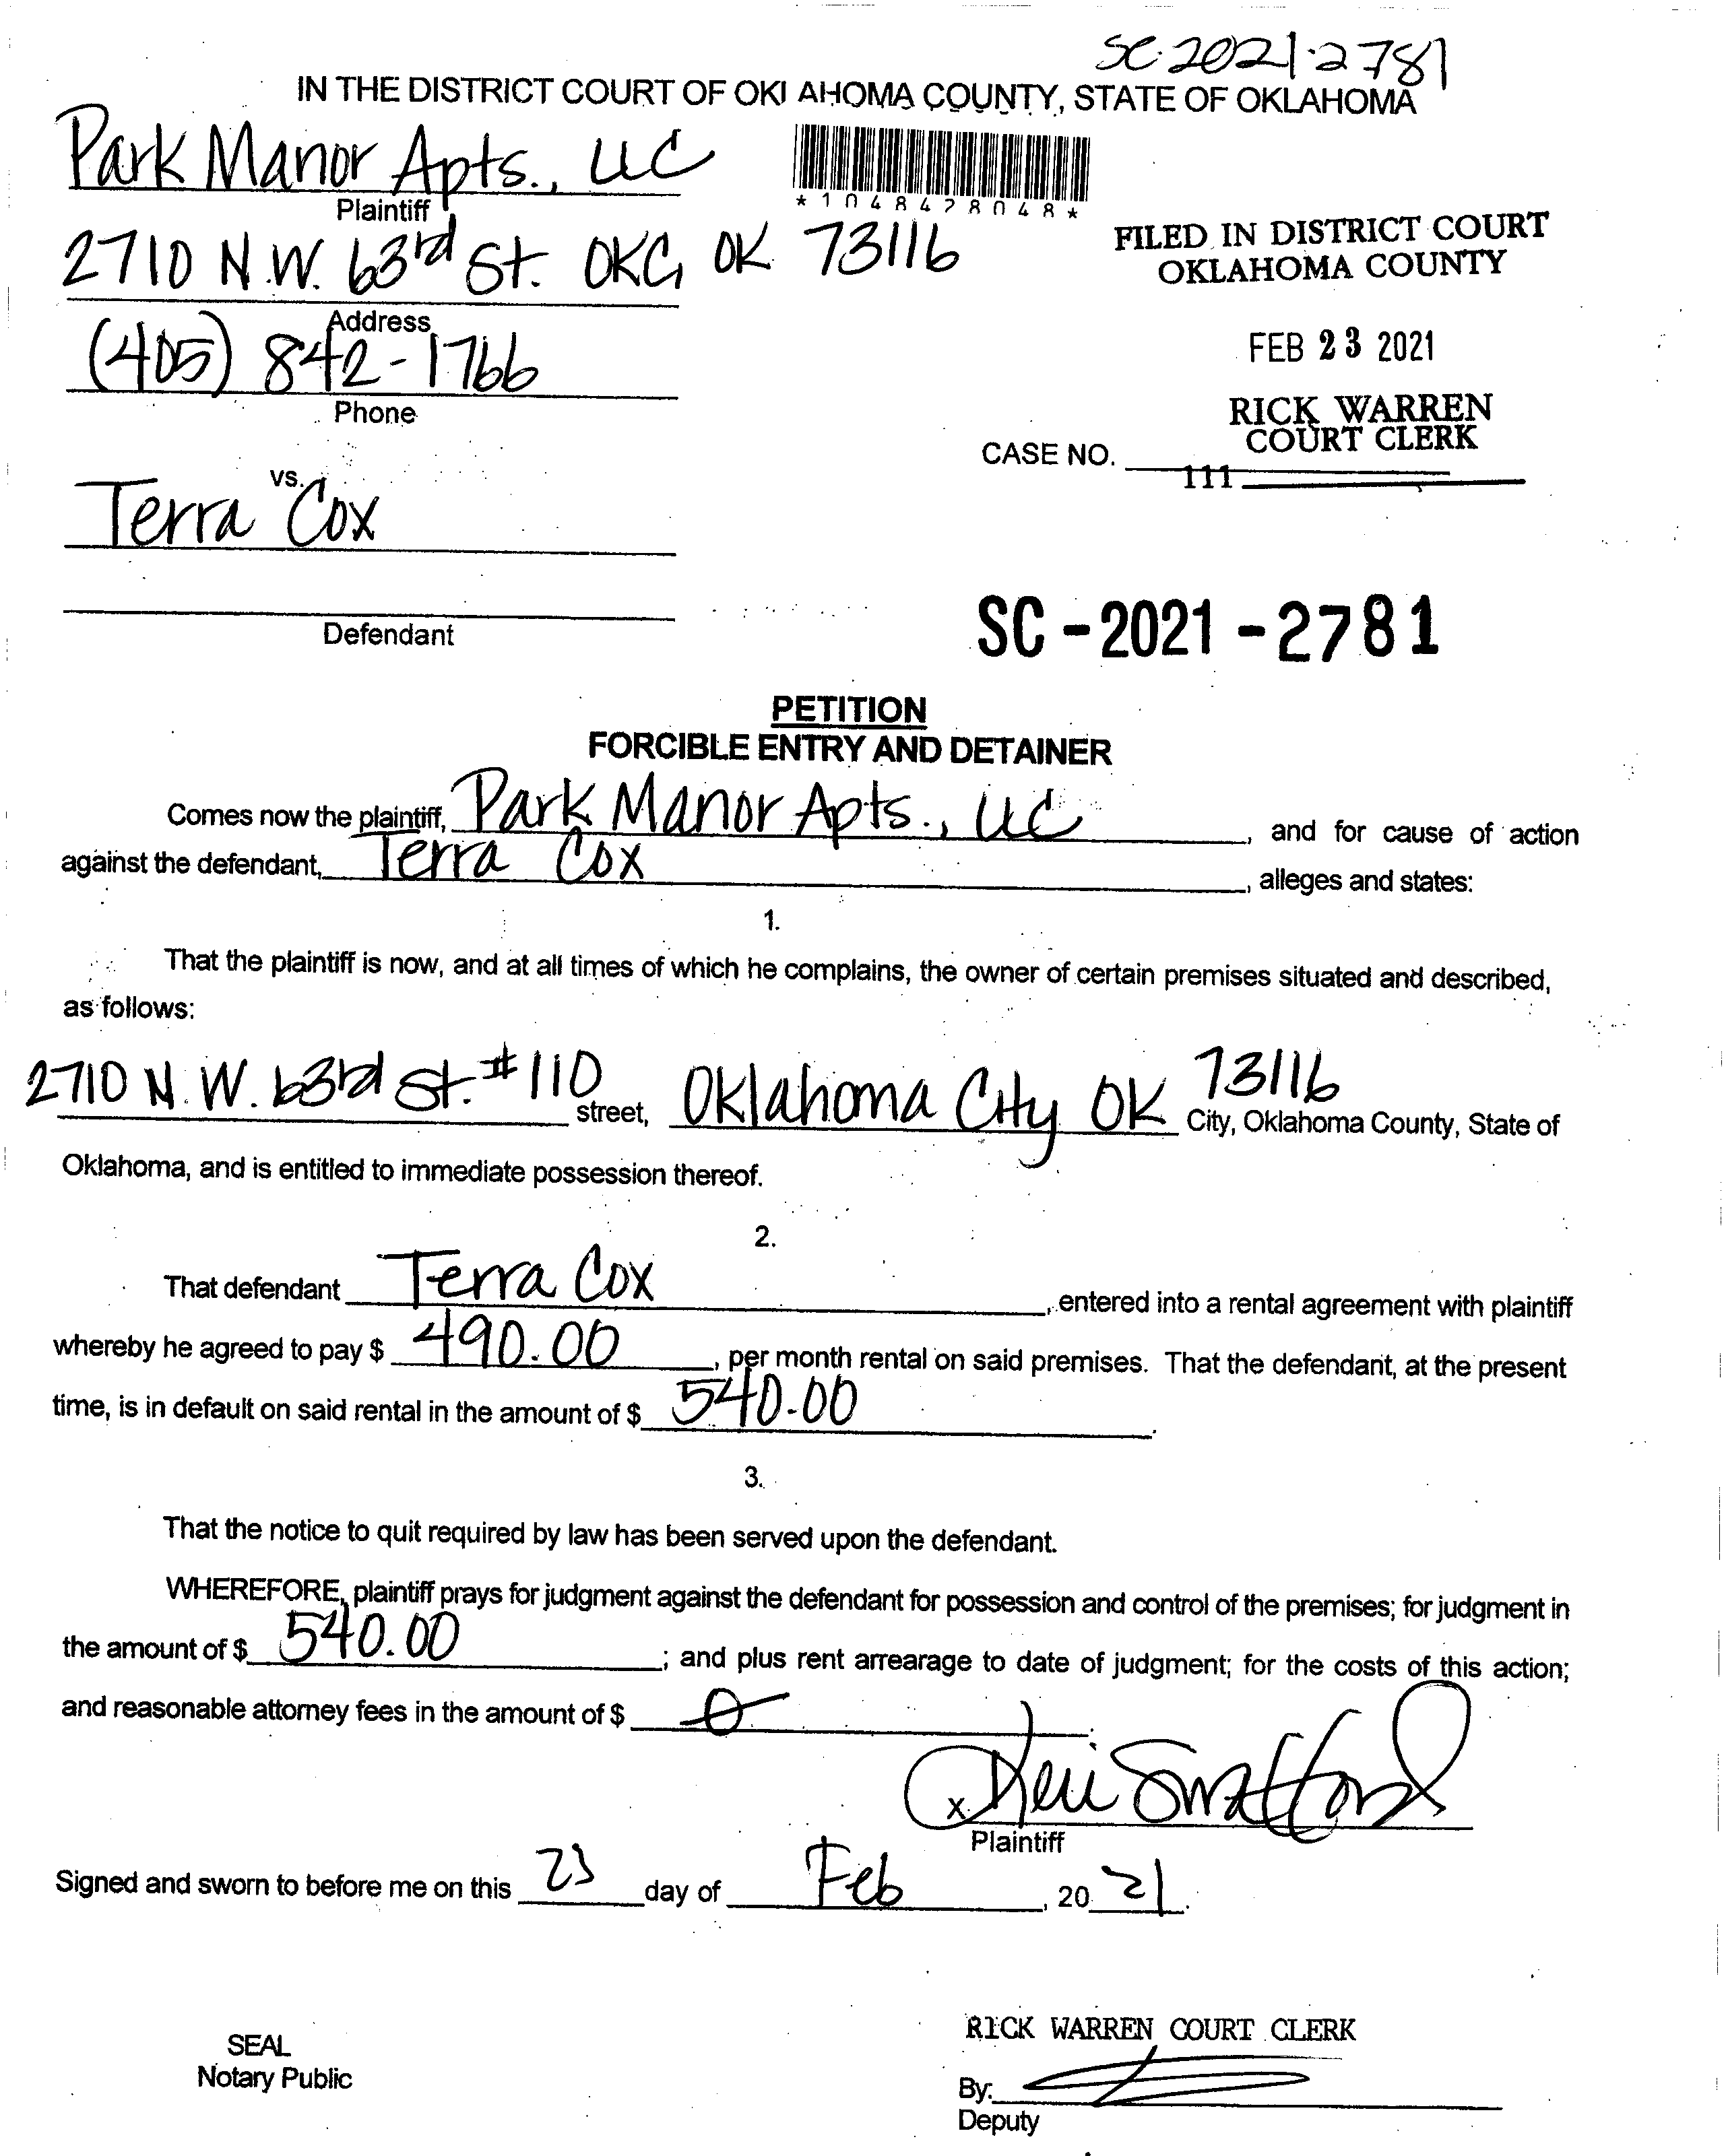 SC-2021-2781
IN THE DISTRICT COURT OF OKLAHOMA COUNTY, STATE OF OKLAHOMA
Park Manor Apts., LLC
*1048428048*
Plaintiff
2710 N.W. 63rd St. OKC, OK 73116
FILED IN DISTRICT COURT
OKLAHOMA COUNTY
Address
(405) 842-1766
FEB 23 2021
Phone
RICK WARREN
COURT CLERK
CASE NO. 111
vs.
Terra Cox
Defendant
SC-2021-2781
PETITION
FORCIBLE ENTRY AND DETAINER
Comes now the plaintiff, Park Manor Apts., LLC, and for cause of action
against the defendant, Terra Cox, alleges and states:
1.
That the plaintiff is now, and at all times of which he complains, the owner of certain premises situated and described,
as follows:
2710 N.W. 63rd St. #110 street, Oklahoma City OK 73116 City, Oklahoma County, State of
Oklahoma, and is entitled to immediate possession thereof.
2.
That defendant Terra Cox, entered into a rental agreement with plaintiff
whereby he agreed to pay $ 490.00, per month rental on said premises. That the defendant, at the present
time, is in default on said rental in the amount of $ 540.00.
3.
That the notice to quit required by law has been served upon the defendant.
WHEREFORE, plaintiff prays for judgment against the defendant for possession and control of the premises; for judgment in
the amount of $ 540.00; and plus rent arrearage to date of judgment; for the costs of this action;
and reasonable attorney fees in the amount of $ 0.
x Keri Swafford
Plaintiff
Signed and sworn to before me on this 23 day of Feb, 20 21.
RICK WARREN COURT CLERK
SEAL
Notary Public
By:
Deputy